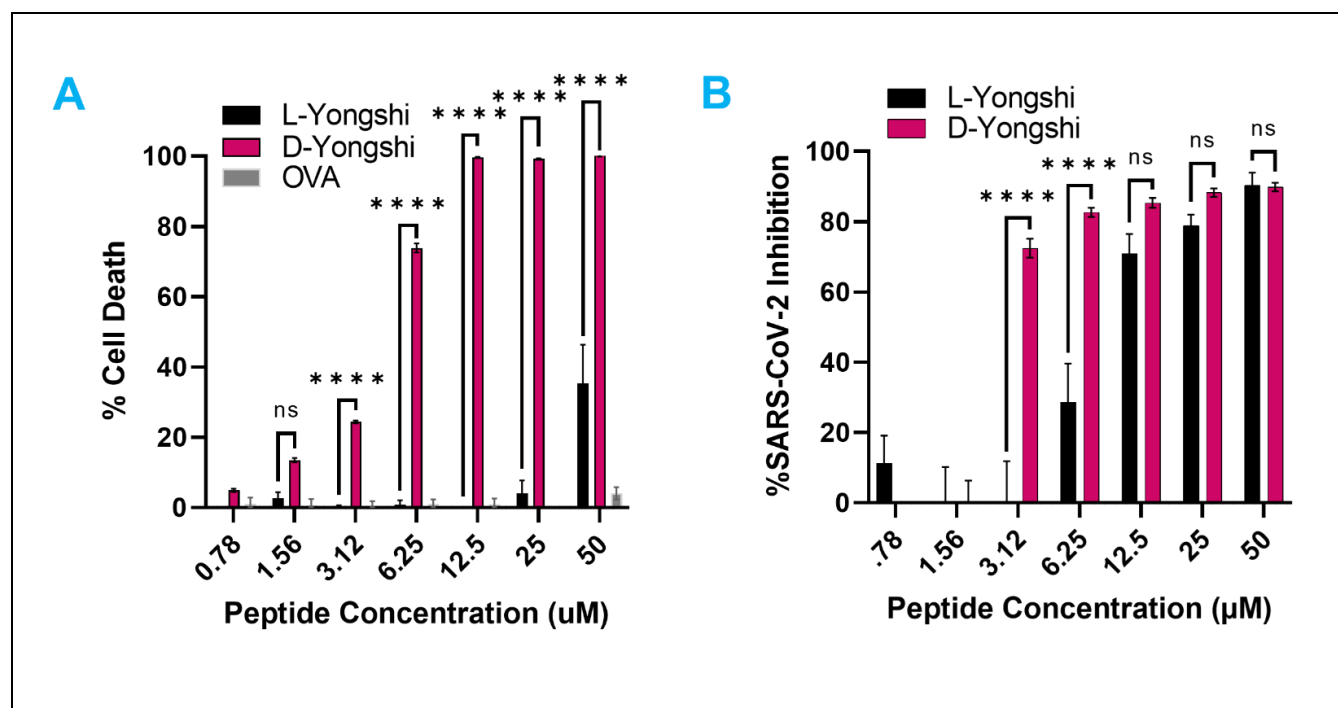 A
L-Yongshi
D-Yongshi
OVA
% Cell Death
100
80
60
40
20
0
ns
* * * *
* * * *
* * * *
* * * *
* * * *
0.78
1.56
3.12
6.25
12.5
25
50
Peptide Concentration (uM)
B
L-Yongshi
D-Yongshi
%SARS-CoV-2 Inhibition
100
80
60
40
20
0
* * * *
* * * *
ns
ns
ns
.78
1.56
3.12
6.25
12.5
25
50
Peptide Concentration (µM)